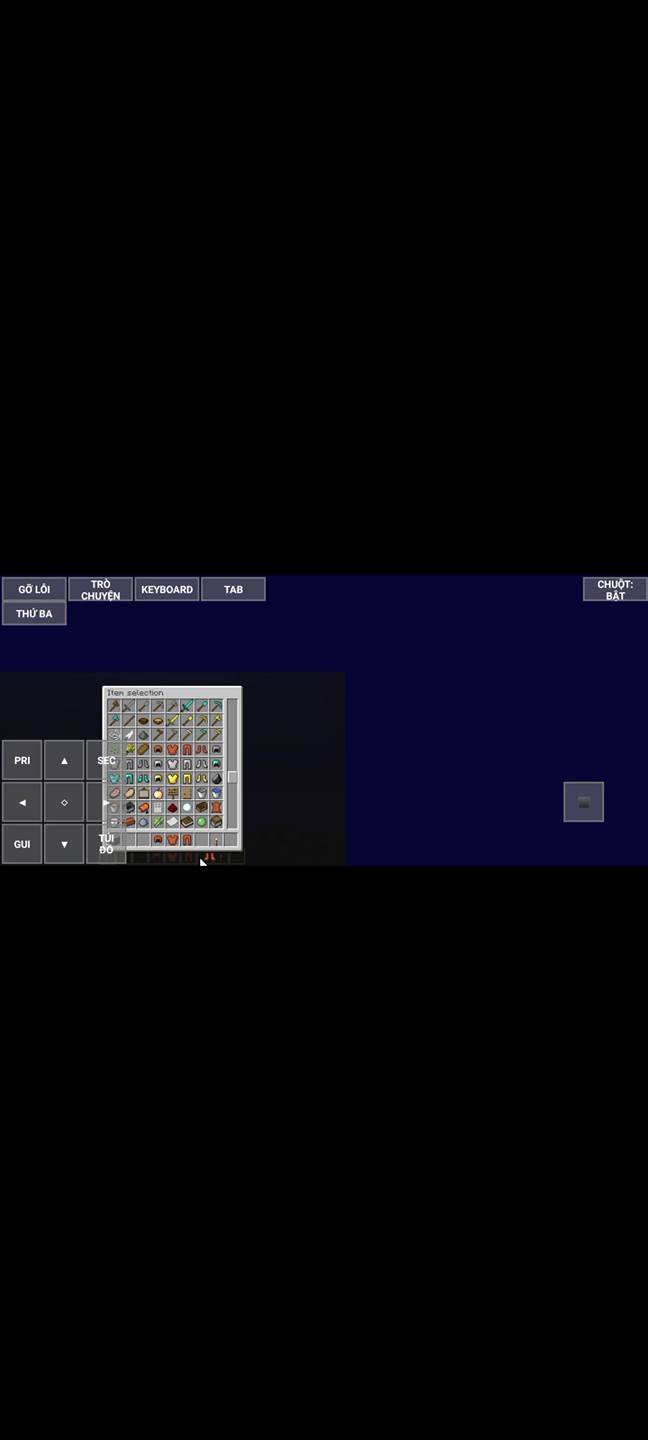 GỠ LỖI
TRÒ
CHUYỆN
KEYBOARD
TAB
CHUỘT:
BẬT
THỨ BA
Item selection
PRI
▲
SEC
◄
◇
►
GUI
▼
TÚI
ĐỒ